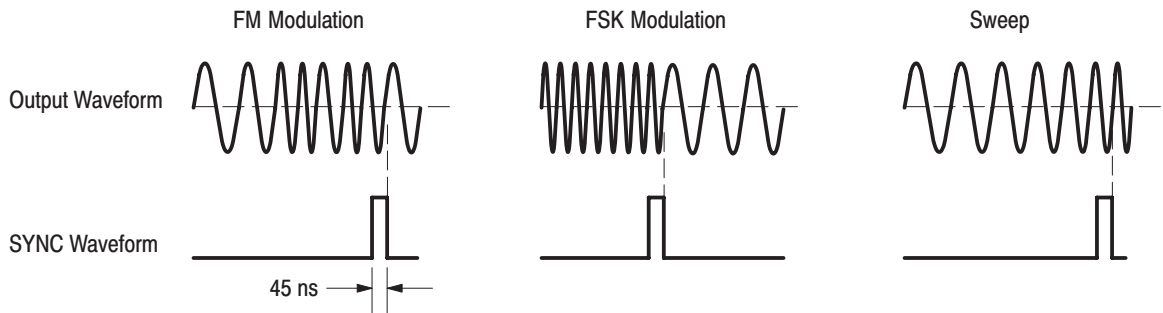 FM Modulation
FSK Modulation
Sweep
Output Waveform
SYNC Waveform
45 ns